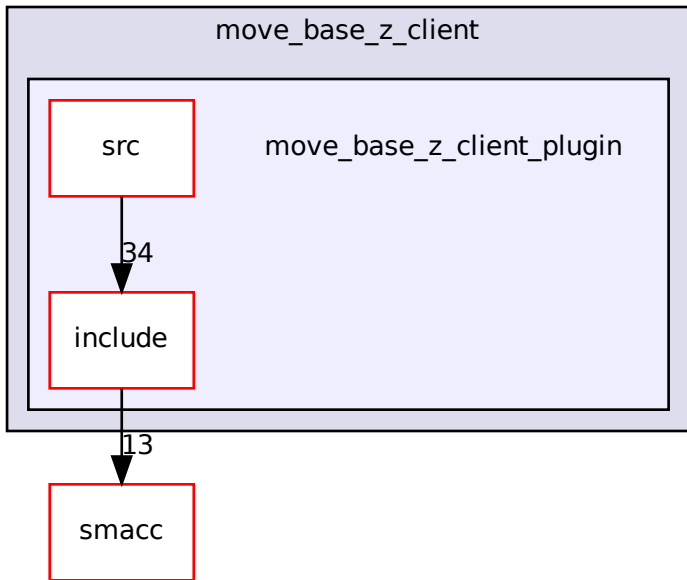 move_base_z_client
src
move_base_z_client_plugin
34
include
13
smacc